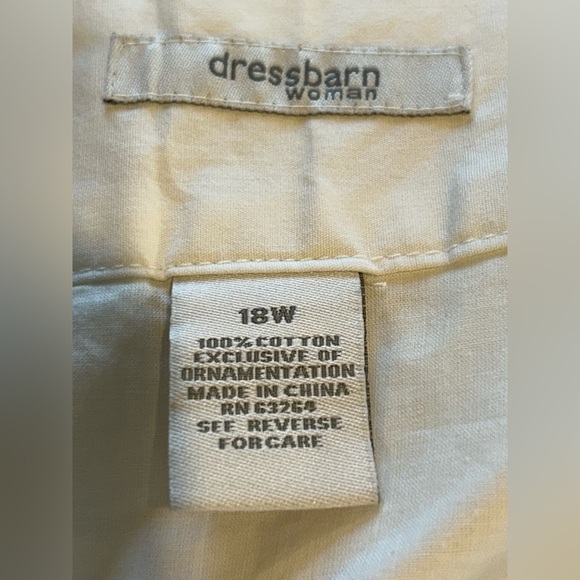 dressbarn
woman
18W
100% COTTON
EXCLUSIVE OF
ORNAMENTATION
MADE IN CHINA
RN 63264
SEE REVERSE
FOR CARE